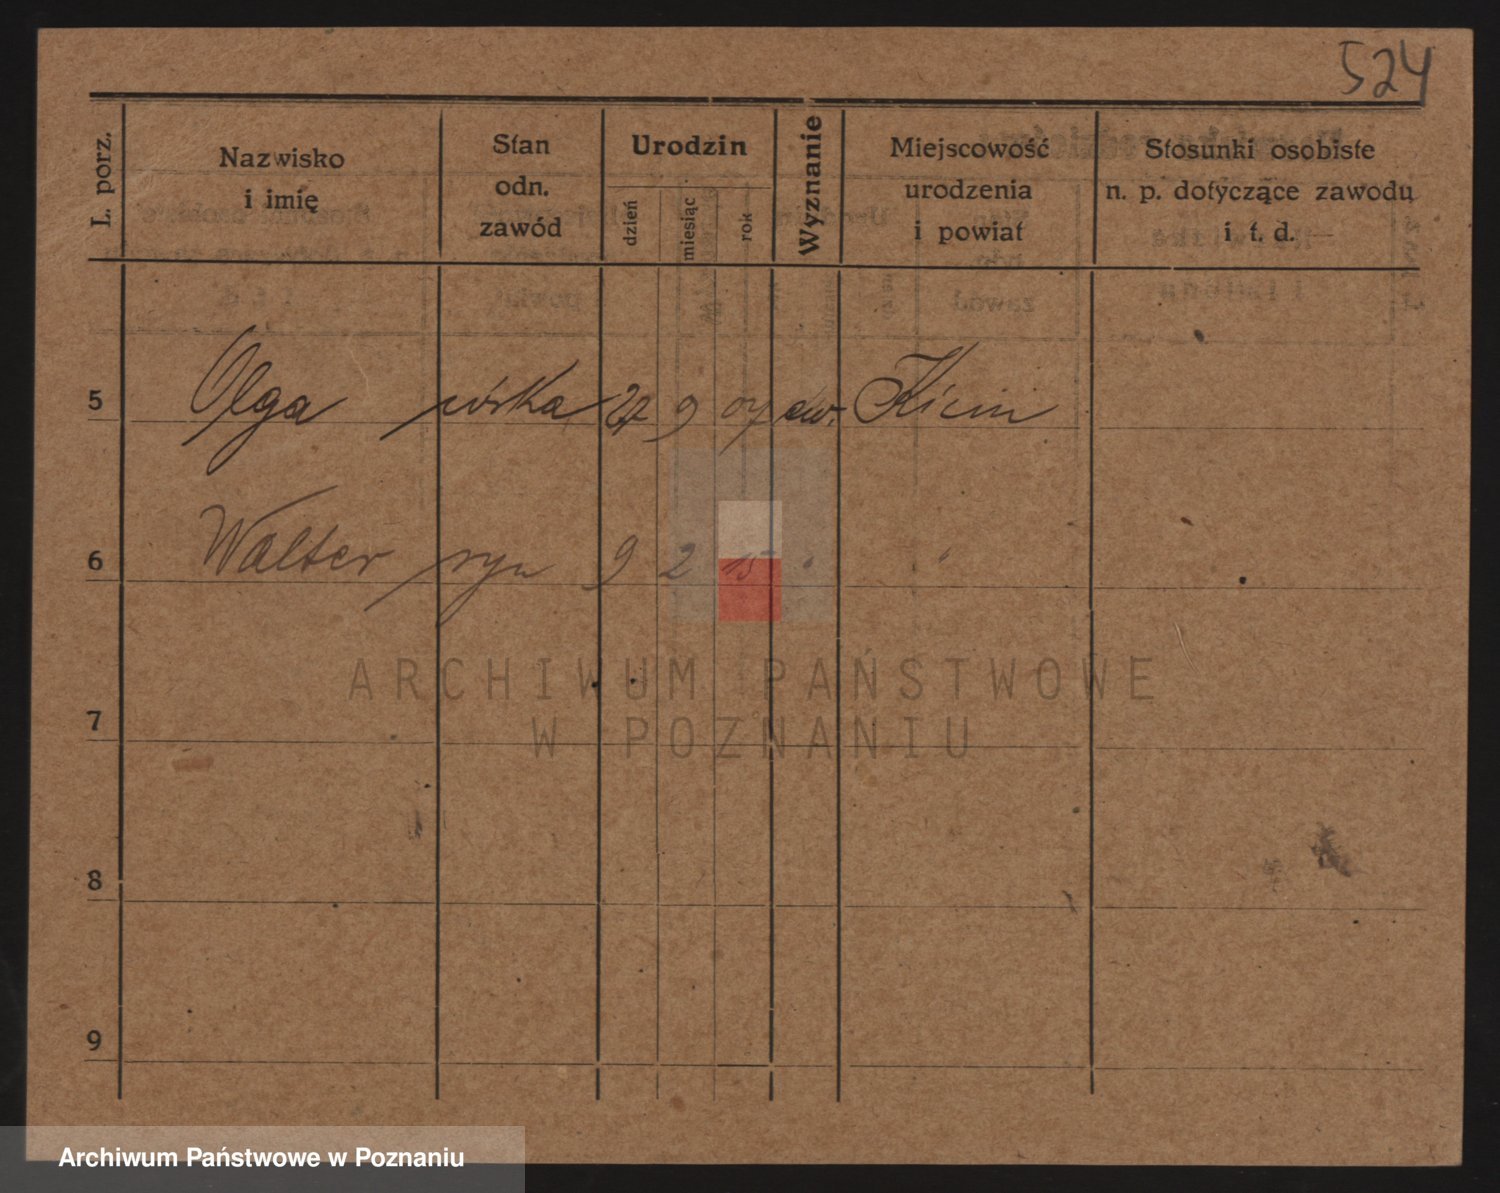 524
L. porz.
Nazwisko
i imię
Stan
odn.
zawód
Urodzin
dzień
miesiąc
rok
Wyznanie
Miejscowość
urodzenia
i powiat
Stosunki osobiste
n. p. dotyczące zawodu
i t. d.
5 Olga córka 27 9 07 ew. Kicin
6 Walter syn 9 2 15 " "
7
8
9
ARCHIWUM PAŃSTWOWE
W POZNANIU
Archiwum Państwowe w Poznaniu